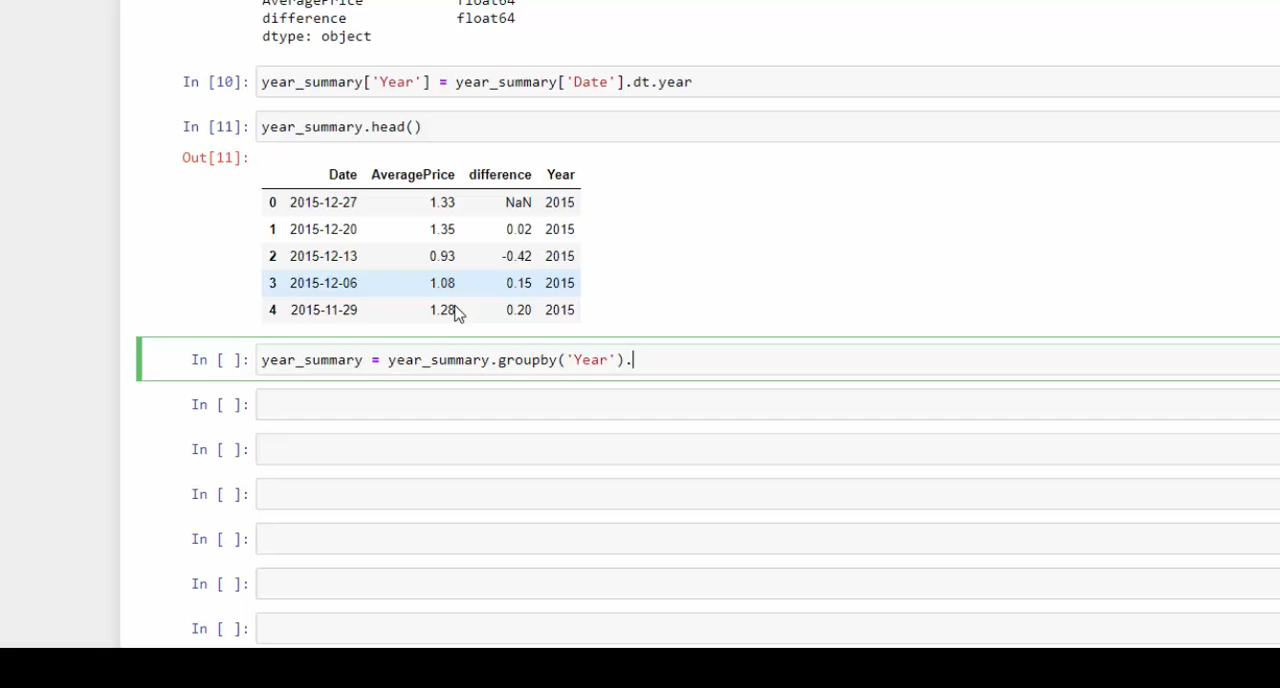 AveragePrice float64
difference float64
dtype: object
In [10]: year_summary['Year'] = year_summary['Date'].dt.year
In [11]: year_summary.head()
Out[11]:
Date AveragePrice difference Year
0 2015-12-27 1.33 NaN 2015
1 2015-12-20 1.35 0.02 2015
2 2015-12-13 0.93 -0.42 2015
3 2015-12-06 1.08 0.15 2015
4 2015-11-29 1.28 0.20 2015
In [ ]: year_summary = year_summary.groupby('Year').
In [ ]:
In [ ]:
In [ ]:
In [ ]:
In [ ]:
In [ ]: